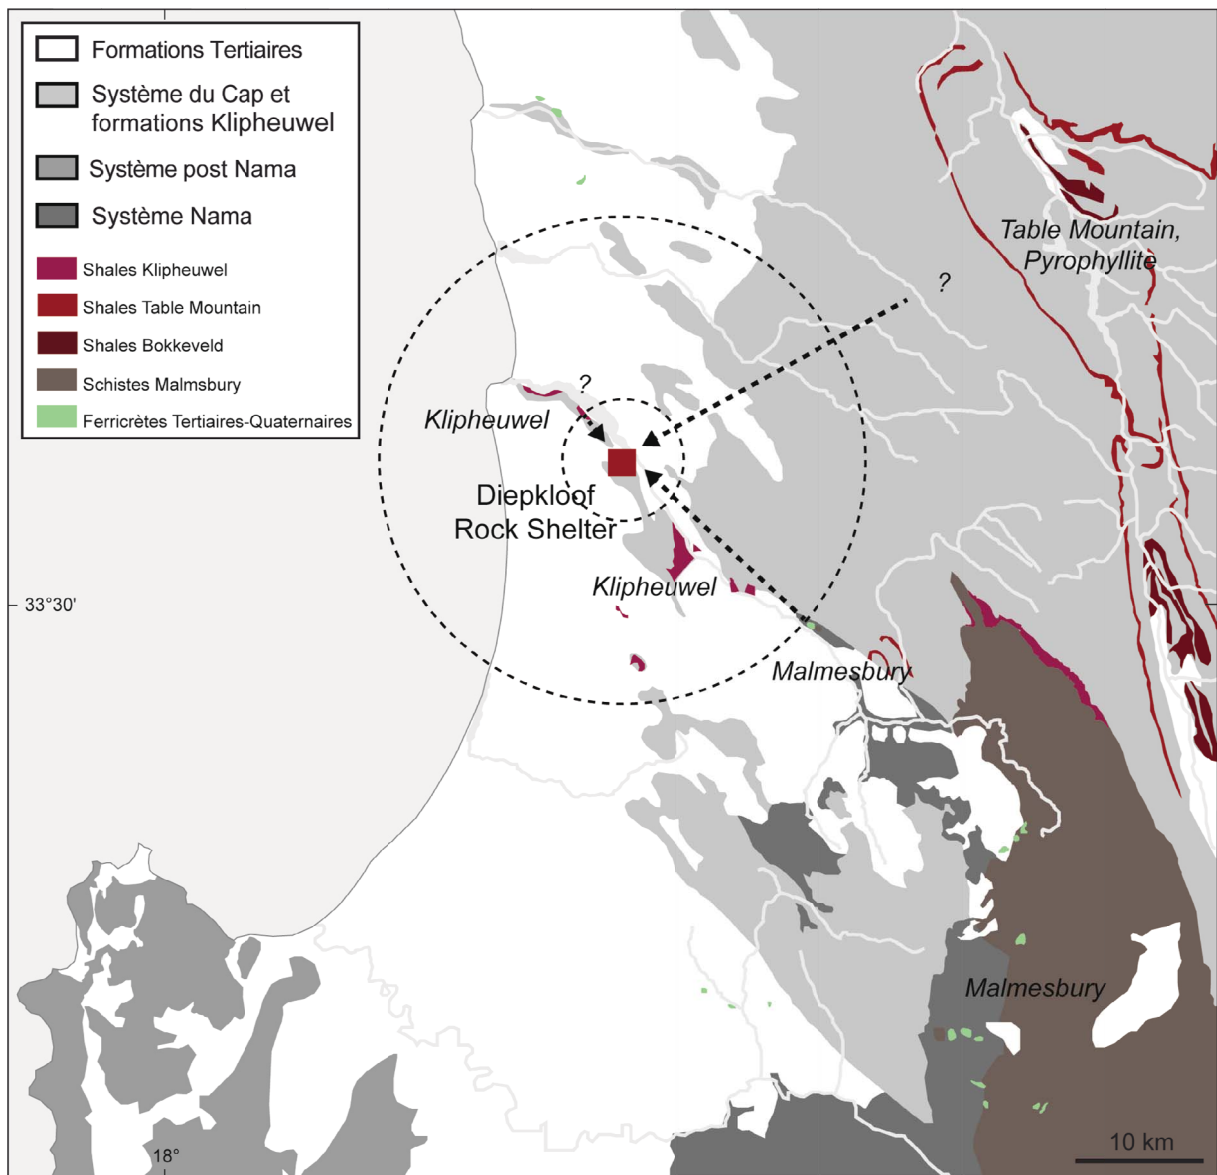 Formations Tertiaires
Système du Cap et
formations Klipheuwel
Système post Nama
Système Nama
Shales Klipheuwel
Shales Table Mountain
Shales Bokkeveld
Schistes Malmsbury
Ferricrètes Tertiaires-Quaternaires
Table Mountain,
Pyrophyllite
?
?
Klipheuwel
Diepkloof
Rock Shelter
Klipheuwel
33°30'
Malmesbury
Malmesbury
10 km
18°